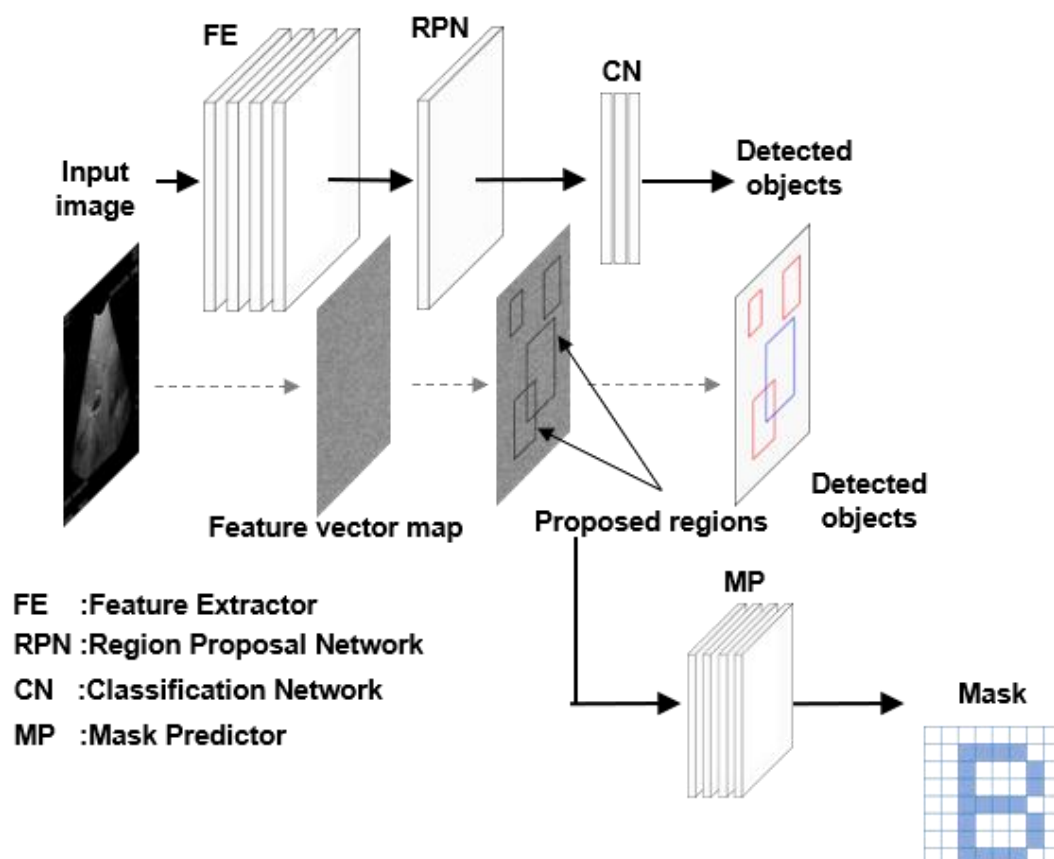 FE
RPN
CN
Input
image
Detected
objects
Feature vector map
Proposed regions
Detected
objects
MP
FE :Feature Extractor
RPN :Region Proposal Network
CN :Classification Network
MP :Mask Predictor
Mask
B